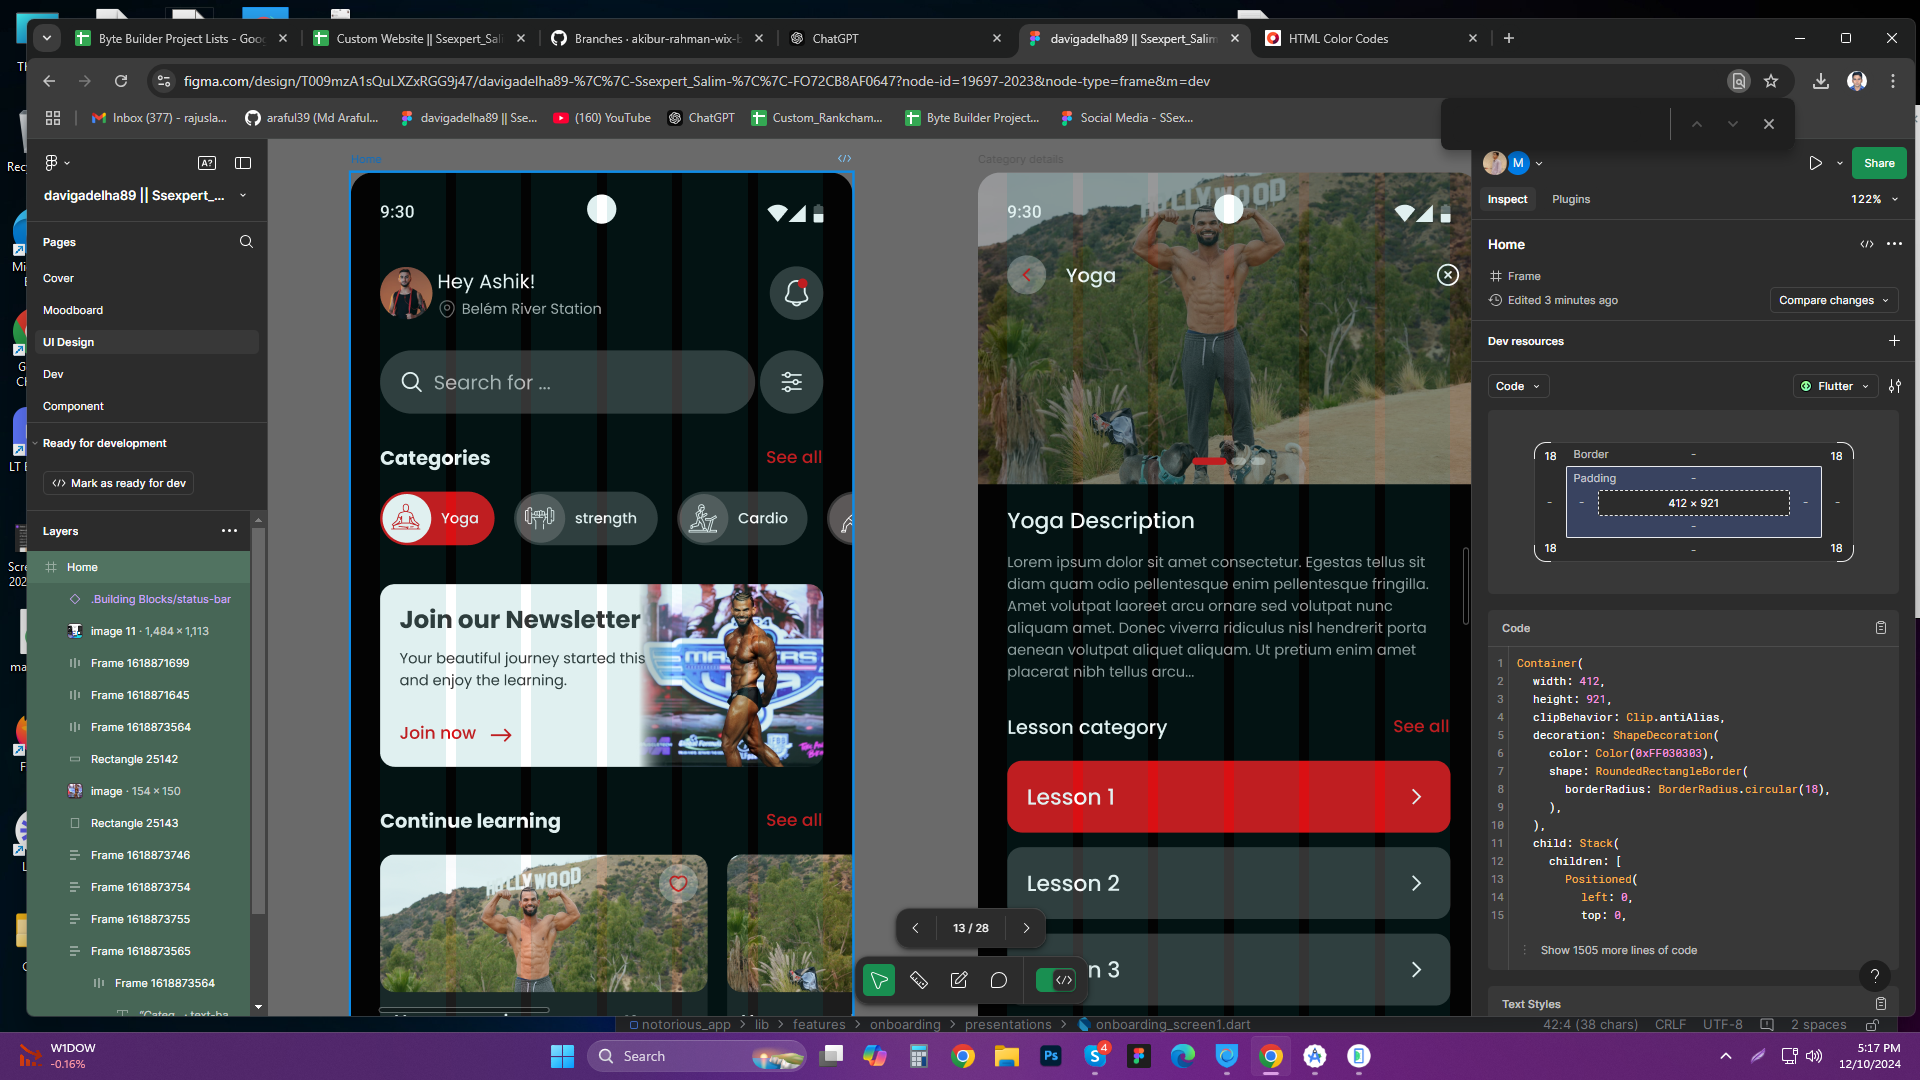 Byte Builder Project Lists - Goo
Custom Website || Ssexpert_Sali
Branches · akibur-rahman-wix-b
ChatGPT
davigadelha89 || Ssexpert_Salim
HTML Color Codes
figma.com/design/T009mzA1sQuLXZxRGG9j47/davigadelha89-%7C%7C-Ssexpert_Salim-%7C%7C-FO72CB8AF0647?node-id=19697-2023&node-type=frame&m=dev
Inbox (377) - rajusla...
araful39 (Md Araful...
davigadelha89 || Sse...
(160) YouTube
ChatGPT
Custom_Rankcham...
Byte Builder Project...
Social Media - SSex...
A?
davigadelha89 || Ssexpert_...
Pages
Cover
Moodboard
UI Design
Dev
Component
Ready for development
Mark as ready for dev
Layers
Home
.Building Blocks/status-bar
image 11 · 1,484 × 1,113
Frame 1618871699
Frame 1618871645
Frame 1618873564
Rectangle 25142
image · 154 × 150
Rectangle 25143
Frame 1618873746
Frame 1618873754
Frame 1618873755
Frame 1618873565
Frame 1618873564
Home
9:30
Hey Ashik!
Belém River Station
Search for ...
Categories
See all
Yoga
strength
Cardio
Join our Newsletter
Your beautiful journey started this
and enjoy the learning.
Join now
Continue learning
See all
HOLLYWOOD
Category details
9:30
HOLLYWOOD
Yoga
Yoga Description
Lorem ipsum dolor sit amet consectetur. Egestas tellus sit
diam quam odio pellentesque enim pellentesque fringilla.
Amet volutpat laoreet arcu ornare sed volutpat nunc
aliquam amet. Donec viverra ridiculus nisl hendrerit porta
aenean volutpat aliquet aliquam. Ut pretium enim amet
placerat nibh tellus arcu...
Lesson category
See all
Lesson 1
Lesson 2
n 3
13 / 28
M
Share
Inspect
Plugins
122%
Home
Frame
Edited 3 minutes ago
Compare changes
Dev resources
Code
Flutter
18
Border
-
18
Padding
-
-
-
412 × 921
-
-
-
18
-
18
Code
1 Container(
2 width: 412,
3 height: 921,
4 clipBehavior: Clip.antiAlias,
5 decoration: ShapeDecoration(
6 color: Color(0xFF030303),
7 shape: RoundedRectangleBorder(
8 borderRadius: BorderRadius.circular(18),
9 ),
10 ),
11 child: Stack(
12 children: [
13 Positioned(
14 left: 0,
15 top: 0,
Show 1505 more lines of code
?
Text Styles
notorious_app > lib > features > onboarding > presentations > onboarding_screen1.dart
42:4 (38 chars)
CRLF
UTF-8
2 spaces
W1DOW
-0.16%
Search
Ps
4
5:17 PM
12/10/2024